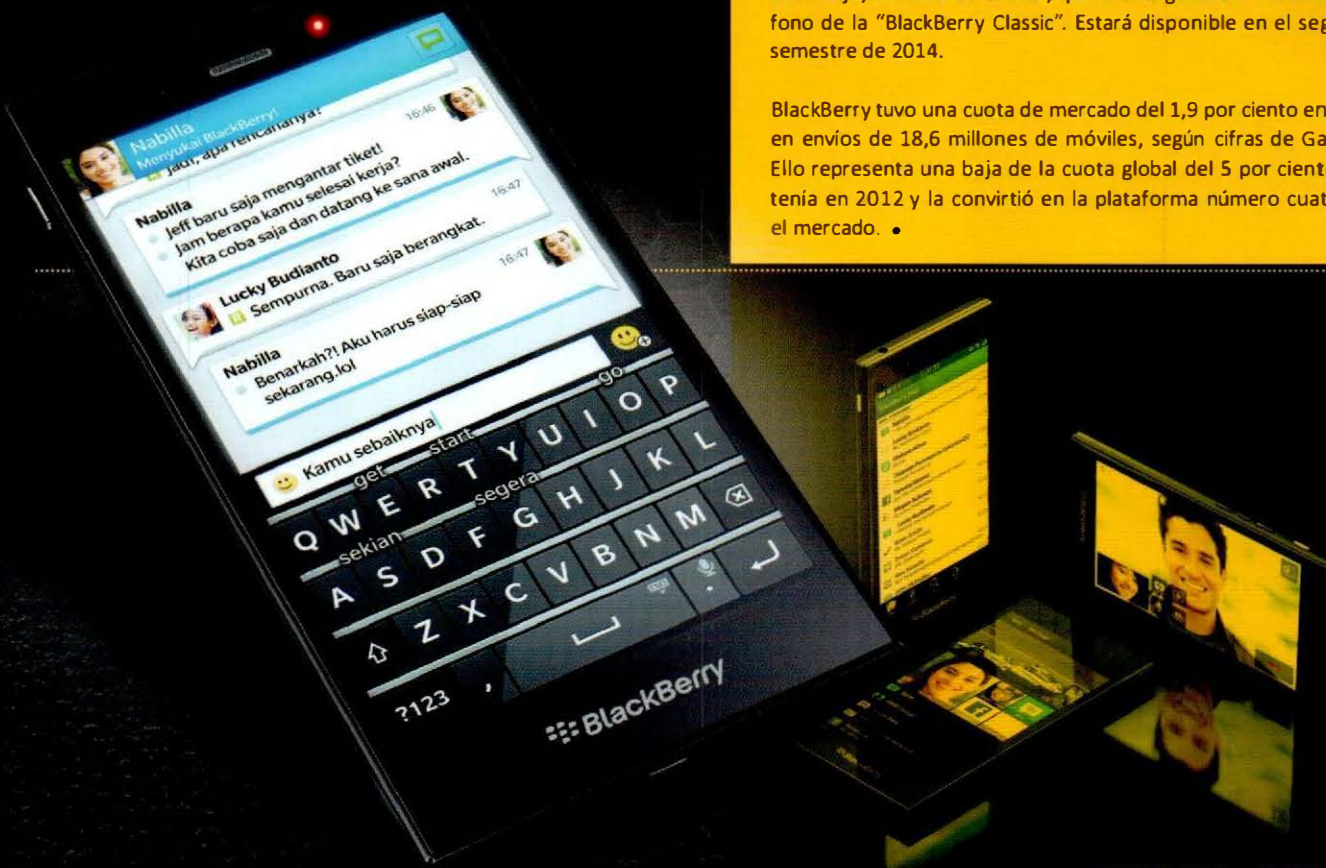 fono de la “BlackBerry Classic”. Estará disponible en el
semestre de 2014.
BlackBerry tuvo una cuota de mercado del 1,9 por ciento en
en envíos de 18,6 millones de móviles, según cifras de
Ello representa una baja de la cuota global del 5 por
tenía en 2012 y la convirtió en la plataforma número
el mercado. •
Nabilla
Menyukai BlackBerry!
Jadi, apa rencananya?
16:46
Nabilla
Jeff baru saja mengantar tiket!
Jam berapa kamu selesai kerja?
Kita coba saja dan datang ke sana awal.
16:47
Lucky Budianto
R Sempurna. Baru saja berangkat.
16:47
Nabilla
Benarkah?! Aku harus siap-siap
sekarang.lol
Kamu sebaiknya
get start go
Q W E R T Y U I O P
sekian segera
A S D F G H J K L
Z X C V B N M
?123 , .
BlackBerry